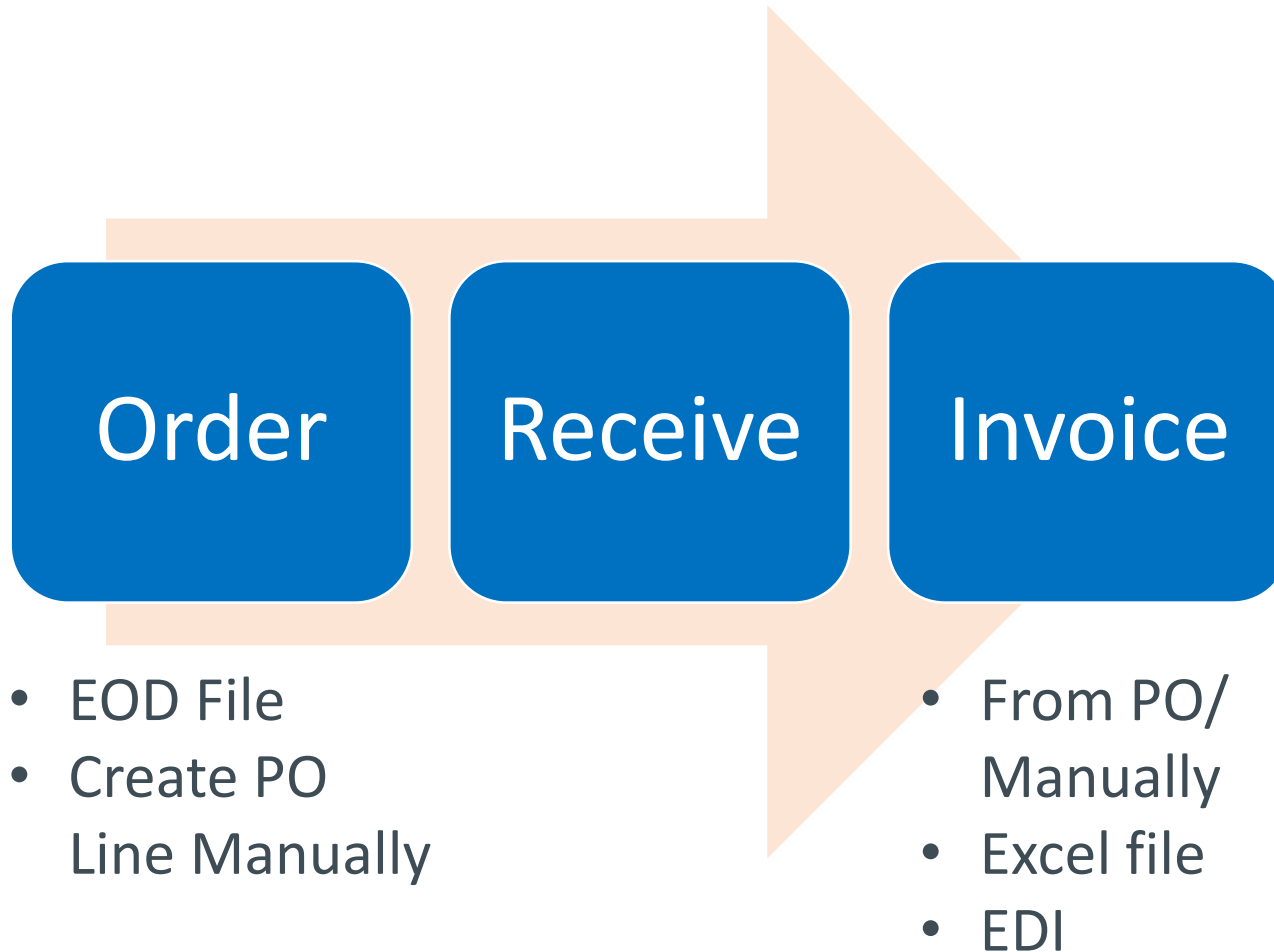 Order
Receive
Invoice
• EOD File
• Create PO
Line Manually
• From PO/
Manually
• Excel file
• EDI